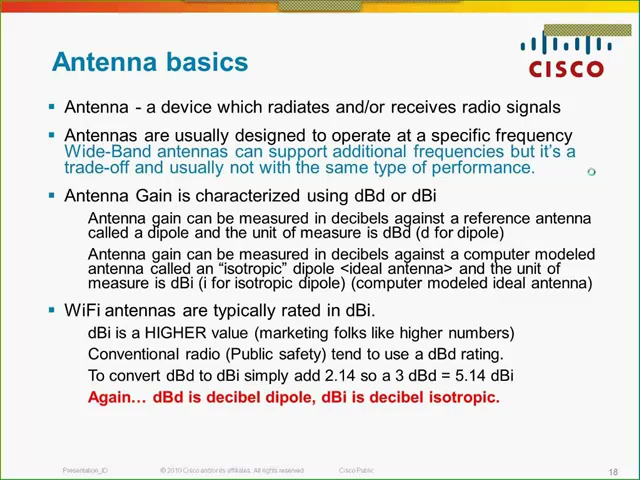 CISCO
Antenna basics
Antenna - a device which radiates and/or receives radio signals
Antennas are usually designed to operate at a specific frequency
Wide-Band antennas can support additional frequencies but it’s a
trade-off and usually not with the same type of performance.
Antenna Gain is characterized using dBd or dBi
Antenna gain can be measured in decibels against a reference antenna
called a dipole and the unit of measure is dBd (d for dipole)
Antenna gain can be measured in decibels against a computer modeled
antenna called an “isotropic” dipole <ideal antenna> and the unit of
measure is dBi (i for isotropic dipole) (computer modeled ideal antenna)
WiFi antennas are typically rated in dBi.
dBi is a HIGHER value (marketing folks like higher numbers)
Conventional radio (Public safety) tend to use a dBd rating.
To convert dBd to dBi simply add 2.14 so a 3 dBd = 5.14 dBi
Again… dBd is decibel dipole, dBi is decibel isotropic.
Presentation_ID © 2010 Cisco and/or its affiliates. All rights reserved. Cisco Public 18